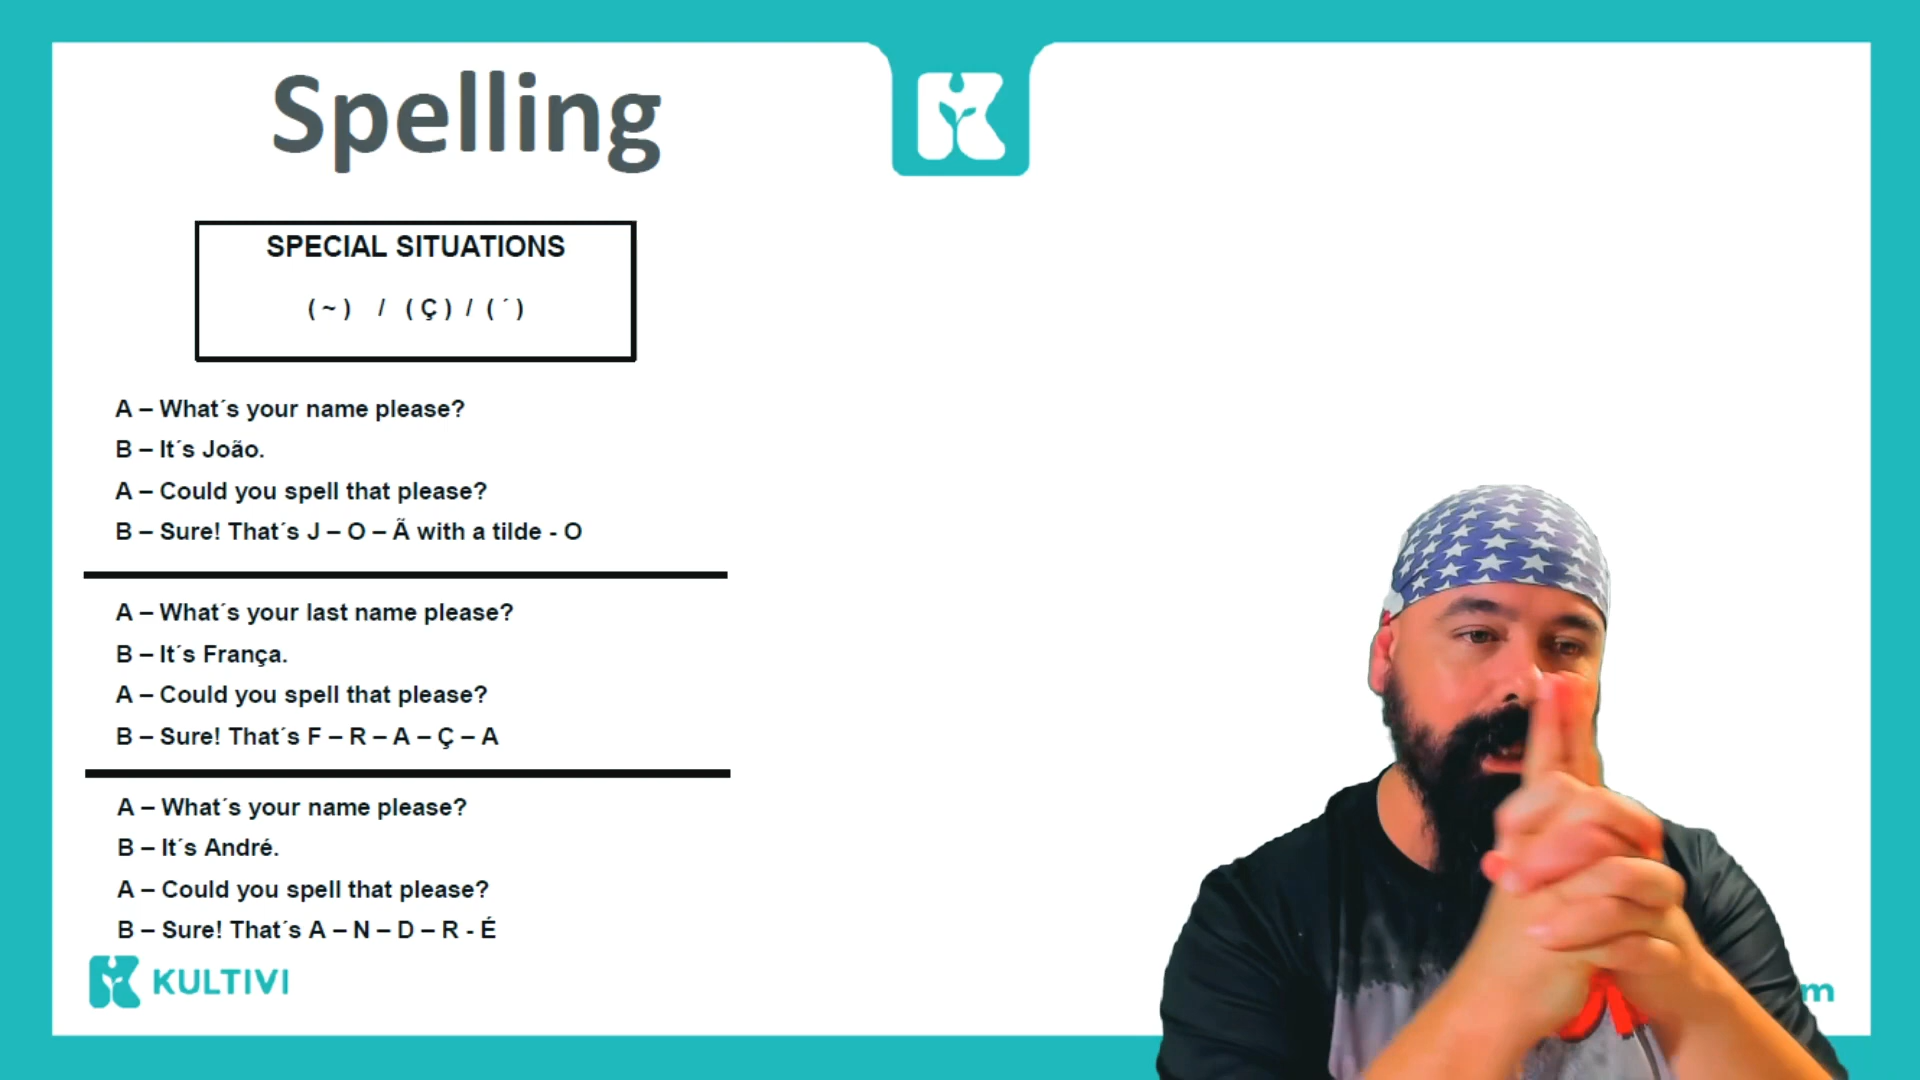 Spelling
SPECIAL SITUATIONS
( ~ ) / ( Ç ) / ( ´ )
A – What´s your name please?
B – It´s João.
A – Could you spell that please?
B – Sure! That´s J – O – Ã with a tilde - O
A – What´s your last name please?
B – It´s França.
A – Could you spell that please?
B – Sure! That´s F – R – A – Ç – A
A – What´s your name please?
B – It´s André.
A – Could you spell that please?
B – Sure! That´s A – N – D – R - É
KULTIVI